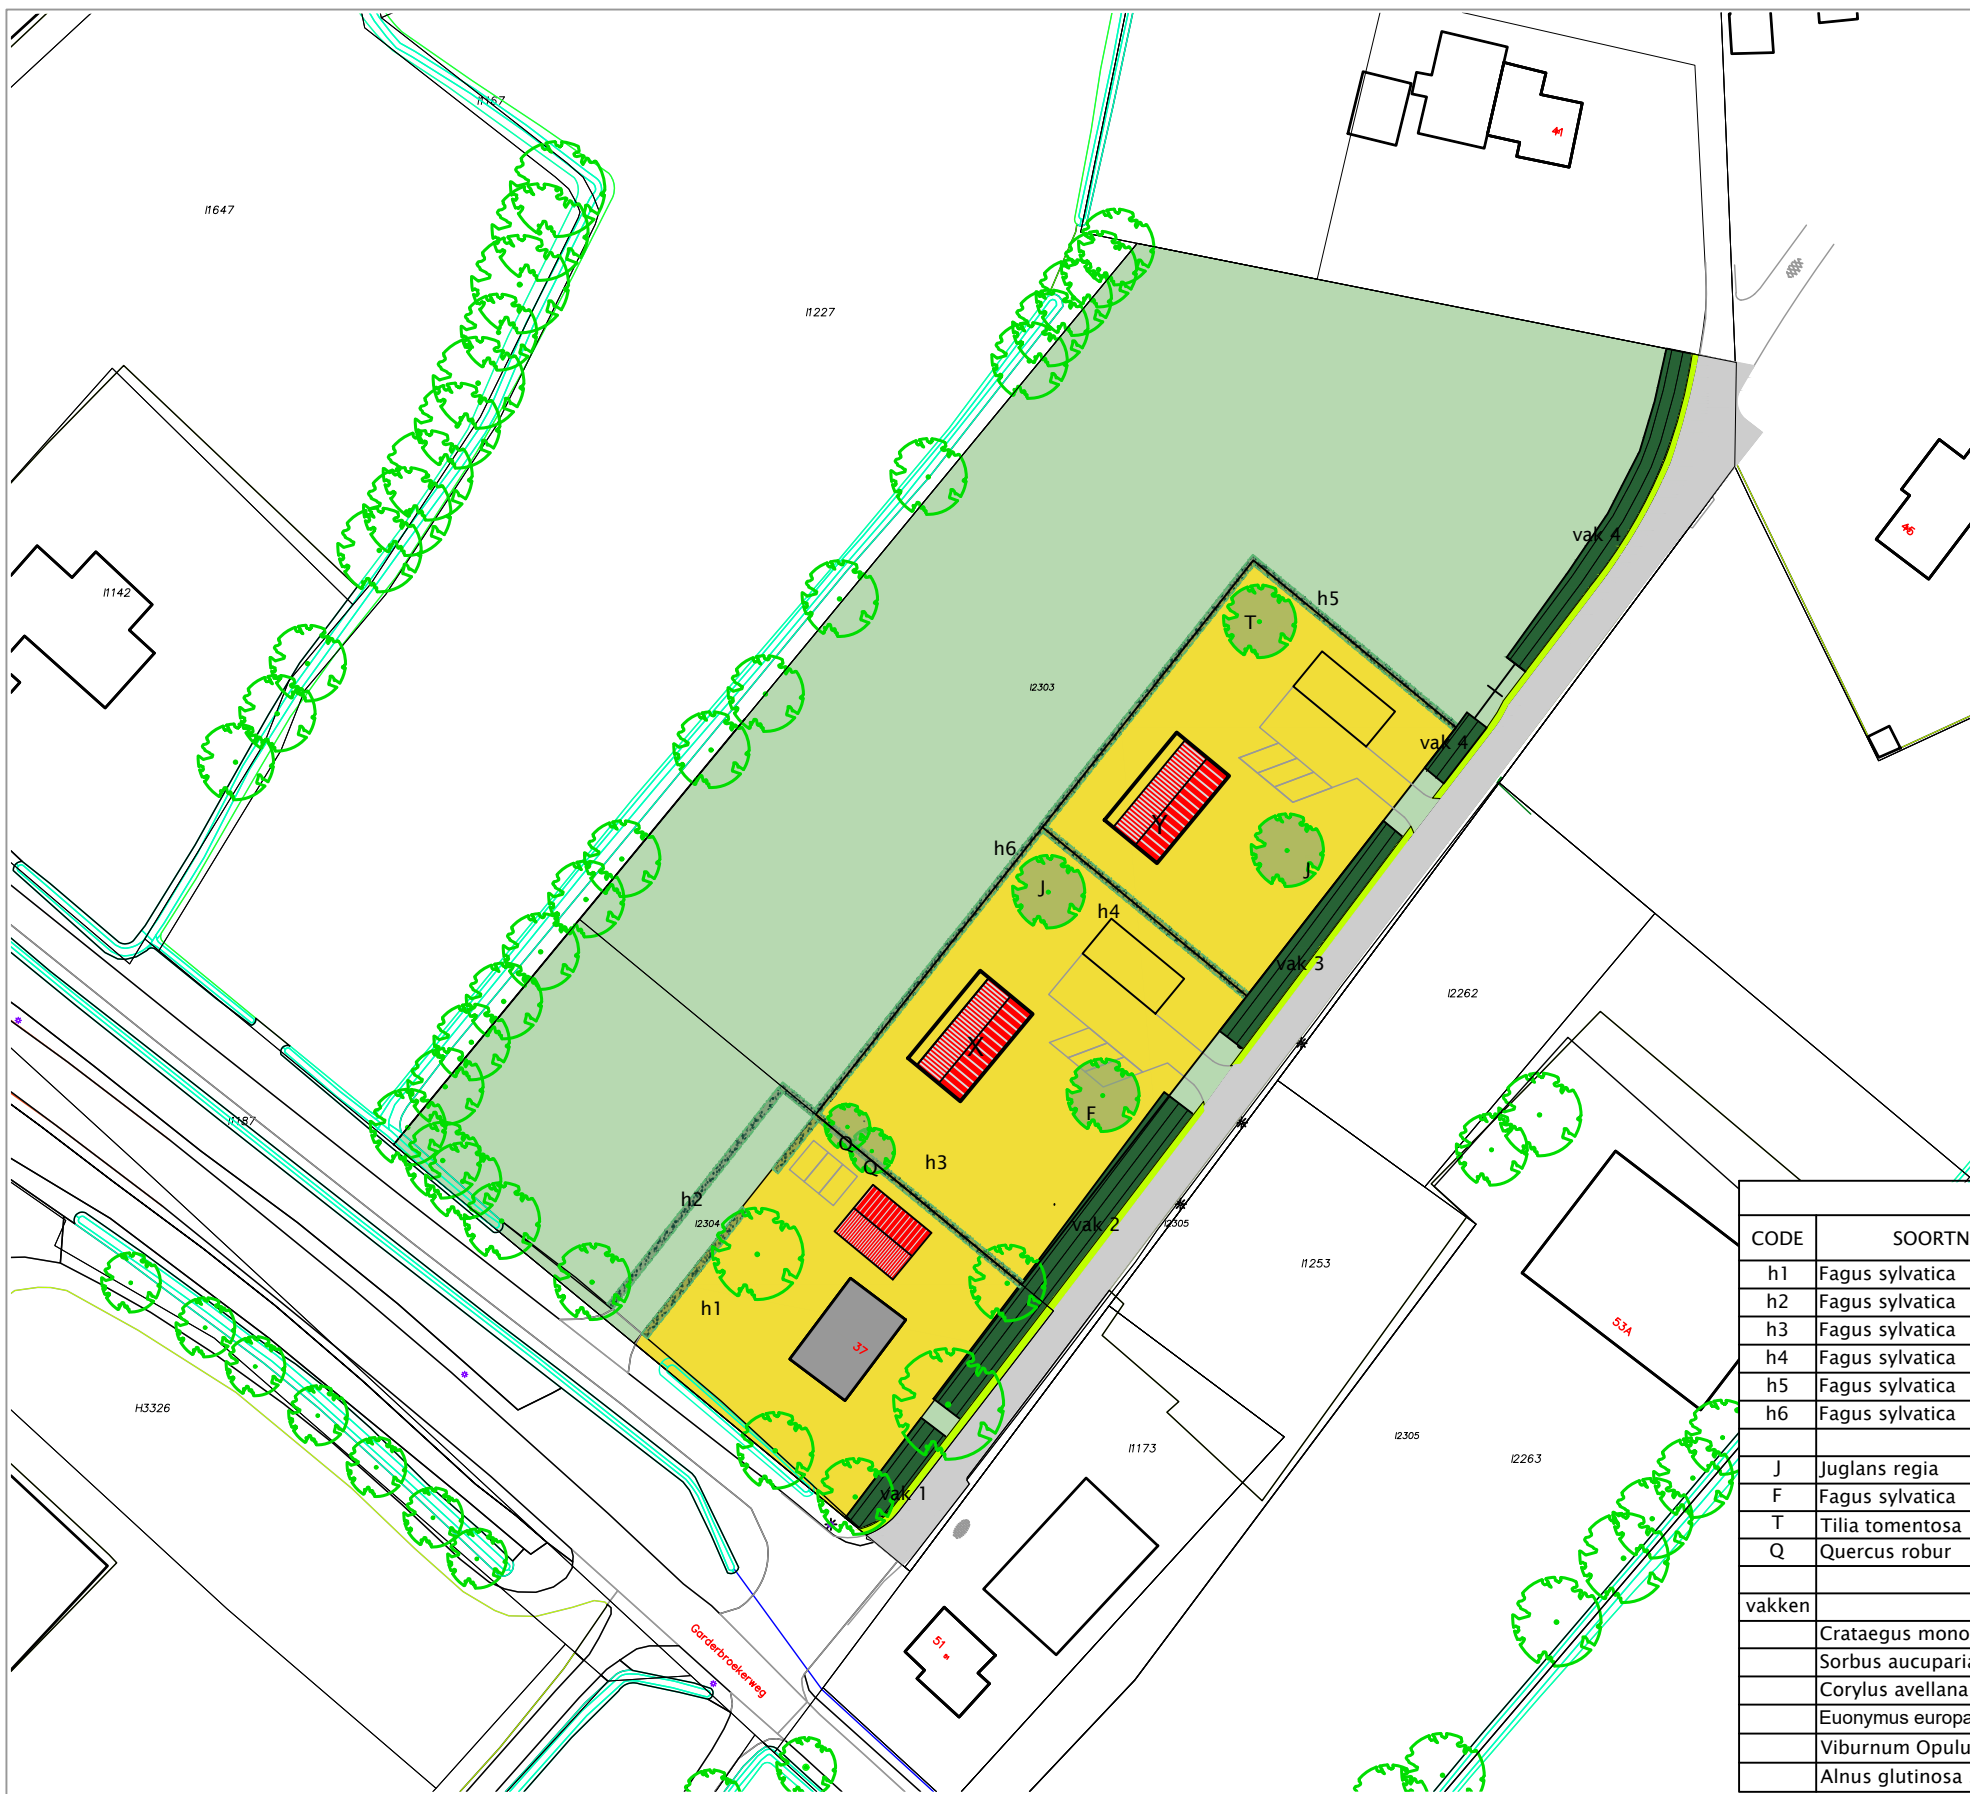 I1157
41
I1647
I1227
vak 4
45
I1142
h5
T
I2303
vak 4
Y
h6
J
J
h4
vak 3
I2262
X
F
I1187
Q
Q
h3
h2
I2304
vak 2
I2305
I1253
h1
53A
37
H3326
I1173
I2305
I2263
vak 1
51
Garderbroekerweg
CODE SOORTN
h1 Fagus sylvatica
h2 Fagus sylvatica
h3 Fagus sylvatica
h4 Fagus sylvatica
h5 Fagus sylvatica
h6 Fagus sylvatica
J Juglans regia
F Fagus sylvatica
T Tilia tomentosa
Q Quercus robur
vakken
Crataegus mono
Sorbus aucuparia
Corylus avellana
Euonymus europa
Viburnum Opulu
Alnus glutinosa